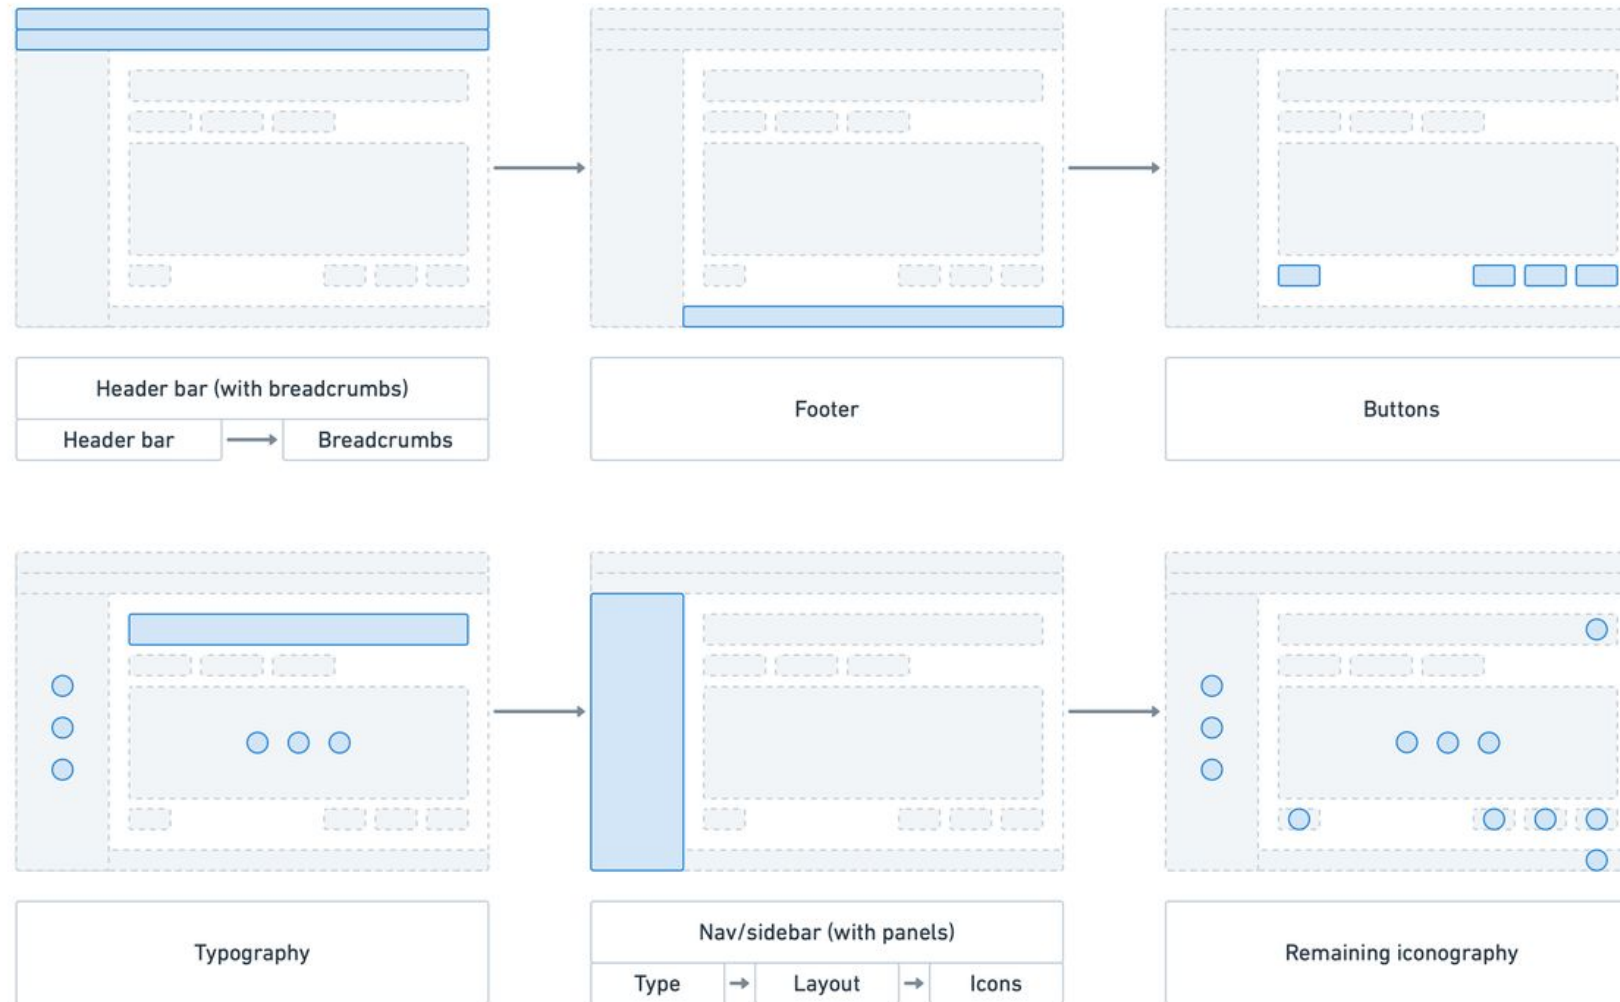 Header bar (with breadcrumbs)
Header bar
Breadcrumbs
Footer
Buttons
Typography
Nav/sidebar (with panels)
Type
Layout
Icons
Remaining iconography